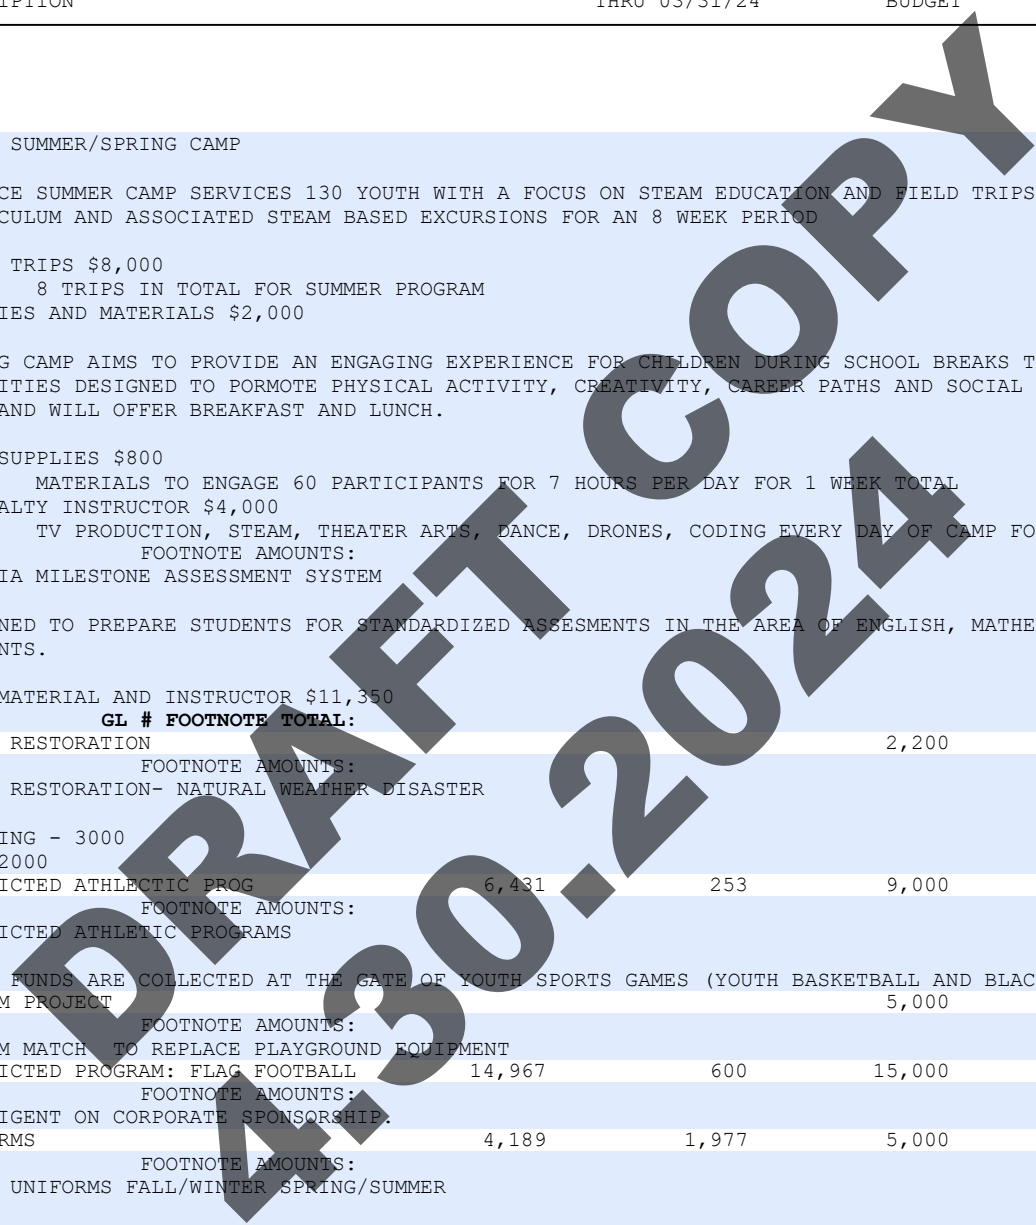 IPTION THRU 03/31/24 BUDGET
SUMMER/SPRING CAMP
CE SUMMER CAMP SERVICES 130 YOUTH WITH A FOCUS ON STEAM EDUCATION AND FIELD TRIPS
CULUM AND ASSOCIATED STEAM BASED EXCURSIONS FOR AN 8 WEEK PERIOD
TRIPS $8,000
8 TRIPS IN TOTAL FOR SUMMER PROGRAM
IES AND MATERIALS $2,000
G CAMP AIMS TO PROVIDE AN ENGAGING EXPERIENCE FOR CHILDREN DURING SCHOOL BREAKS T
ITIES DESIGNED TO PORMOTE PHYSICAL ACTIVITY, CREATIVITY, CAREER PATHS AND SOCIAL
AND WILL OFFER BREAKFAST AND LUNCH.
SUPPLIES $800
MATERIALS TO ENGAGE 60 PARTICIPANTS FOR 7 HOURS PER DAY FOR 1 WEEK TOTAL
ALTY INSTRUCTOR $4,000
TV PRODUCTION, STEAM, THEATER ARTS, DANCE, DRONES, CODING EVERY DAY OF CAMP FO
FOOTNOTE AMOUNTS:
IA MILESTONE ASSESSMENT SYSTEM
NED TO PREPARE STUDENTS FOR STANDARDIZED ASSESMENTS IN THE AREA OF ENGLISH, MATHE
NTS.
MATERIAL AND INSTRUCTOR $11,350
GL # FOOTNOTE TOTAL:
RESTORATION 2,200
FOOTNOTE AMOUNTS:
RESTORATION- NATURAL WEATHER DISASTER
ING - 3000
2000
ICTED ATHLECTIC PROG 6,431 253 9,000
FOOTNOTE AMOUNTS:
ICTED ATHLETIC PROGRAMS
FUNDS ARE COLLECTED AT THE GATE OF YOUTH SPORTS GAMES (YOUTH BASKETBALL AND BLAC
M PROJECT 5,000
FOOTNOTE AMOUNTS:
M MATCH TO REPLACE PLAYGROUND EQUIPMENT
ICTED PROGRAM: FLAG FOOTBALL 14,967 600 15,000
FOOTNOTE AMOUNTS:
IGENT ON CORPORATE SPONSORSHIP.
RMS 4,189 1,977 5,000
FOOTNOTE AMOUNTS:
UNIFORMS FALL/WINTER SPRING/SUMMER
DRAFT COPY
4.30.2024